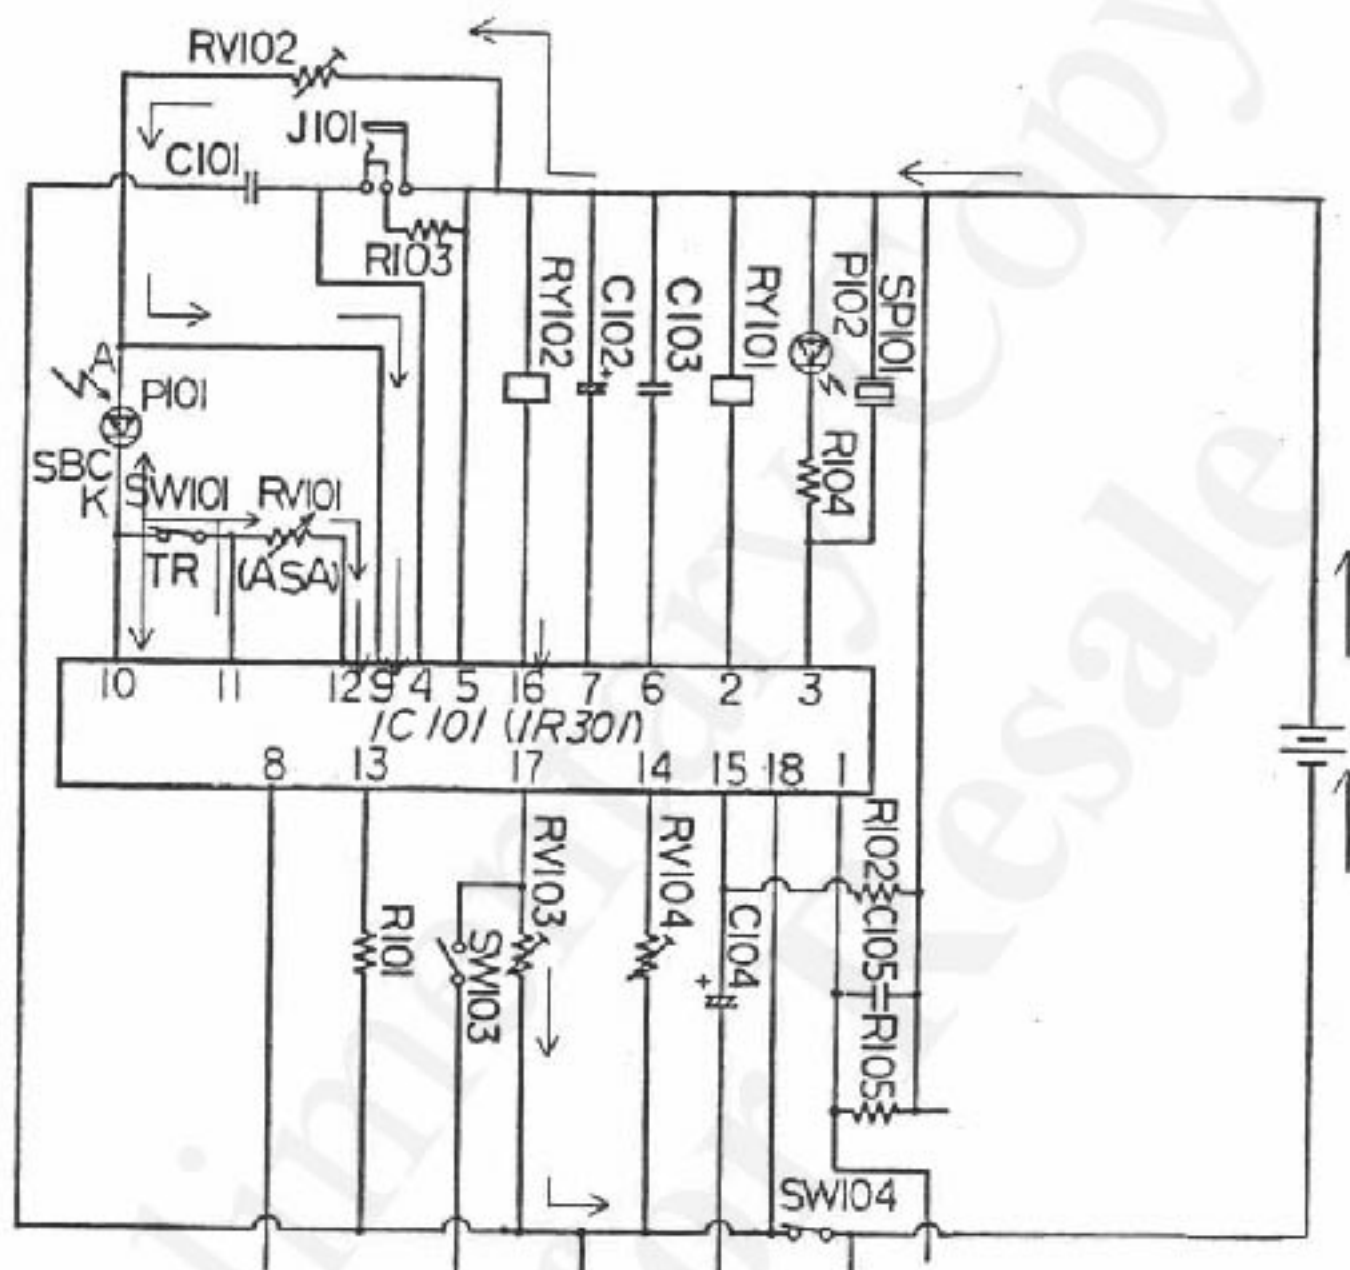 RV102
J101
C101
R103
RY102
C102
+
C103
RY101
P102
SP101
A
P101
SBC
K
SW101
RV101
TR
(ASA)
R104
10 11 12 9 4 5 16 7 6 2 3
IC101 (IR301)
8 13 17 14 15 18 1
R101
SW103
RV103
RV104
C104
+
R102
C105
R105
SW104